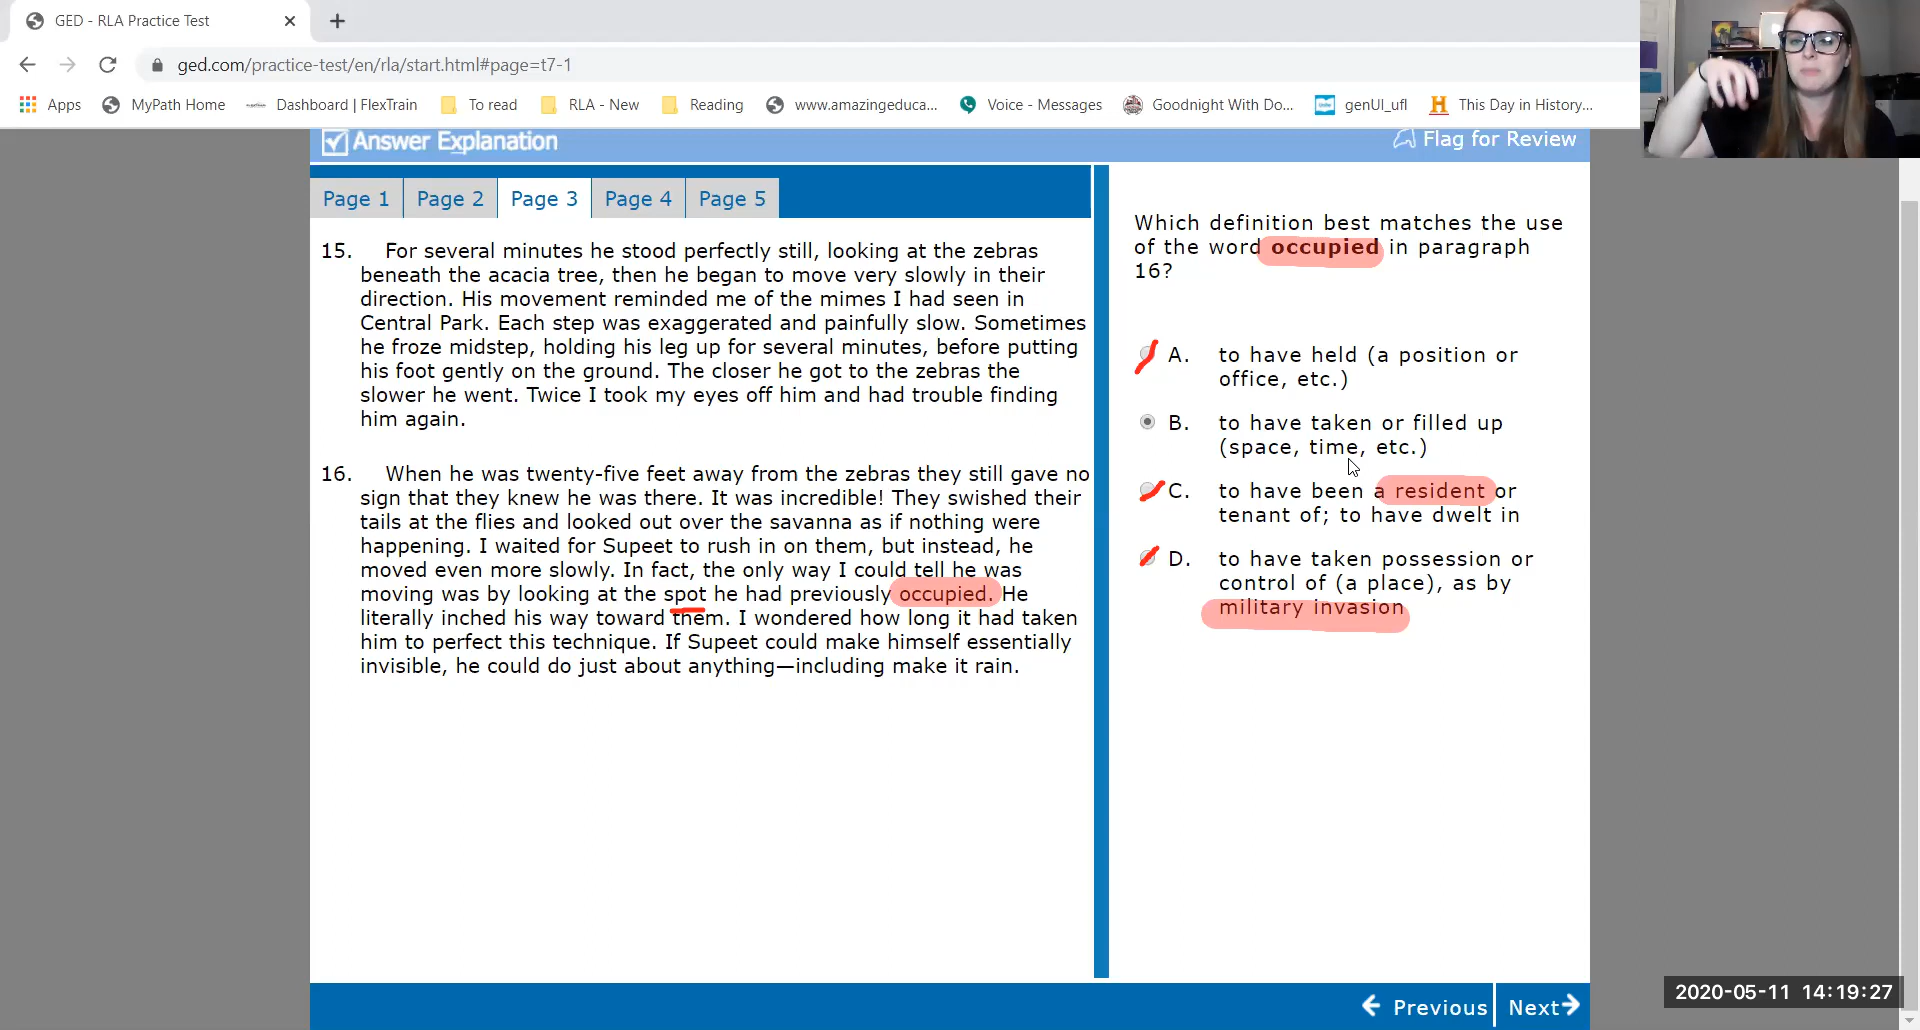 GED - RLA Practice Test
ged.com/practice-test/en/rla/start.html#page=t7-1
Apps MyPath Home Dashboard | FlexTrain To read RLA - New Reading www.amazingeduca... Voice - Messages Goodnight With Do... genUI_ufl This Day in History...
Answer Explanation Flag for Review
Page 1 Page 2 Page 3 Page 4 Page 5
15. For several minutes he stood perfectly still, looking at the zebras
beneath the acacia tree, then he began to move very slowly in their
direction. His movement reminded me of the mimes I had seen in
Central Park. Each step was exaggerated and painfully slow. Sometimes
he froze midstep, holding his leg up for several minutes, before putting
his foot gently on the ground. The closer he got to the zebras the
slower he went. Twice I took my eyes off him and had trouble finding
him again.
16. When he was twenty-five feet away from the zebras they still gave no
sign that they knew he was there. It was incredible! They swished their
tails at the flies and looked out over the savanna as if nothing were
happening. I waited for Supeet to rush in on them, but instead, he
moved even more slowly. In fact, the only way I could tell he was
moving was by looking at the spot he had previously occupied. He
literally inched his way toward them. I wondered how long it had taken
him to perfect this technique. If Supeet could make himself essentially
invisible, he could do just about anything—including make it rain.
Which definition best matches the use
of the word occupied in paragraph
16?
A. to have held (a position or
office, etc.)
B. to have taken or filled up
(space, time, etc.)
C. to have been a resident or
tenant of; to have dwelt in
D. to have taken possession or
control of (a place), as by
military invasion
Previous Next
2020-05-11 14:19:27